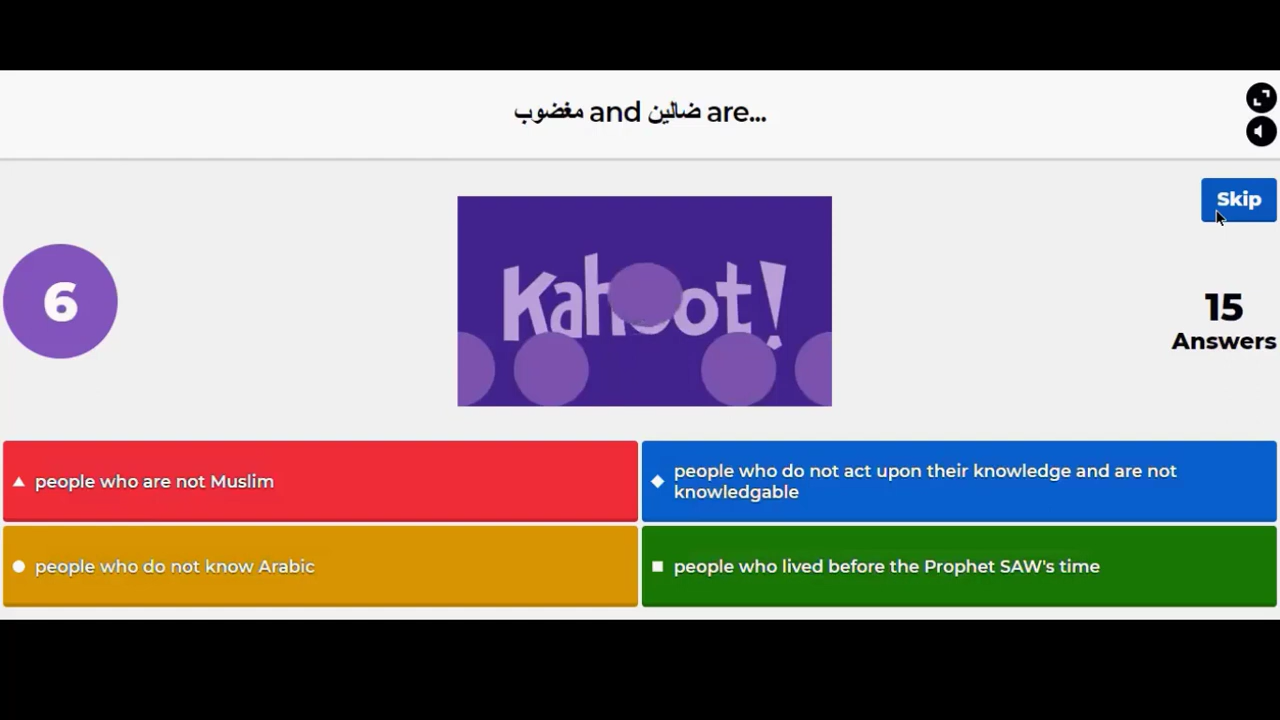 مغضوب and ضالين are...
Skip
6
Kahoot!
15
Answers
people who are not Muslim
people who do not act upon their knowledge and are not
knowledgable
people who do not know Arabic
people who lived before the Prophet SAW's time